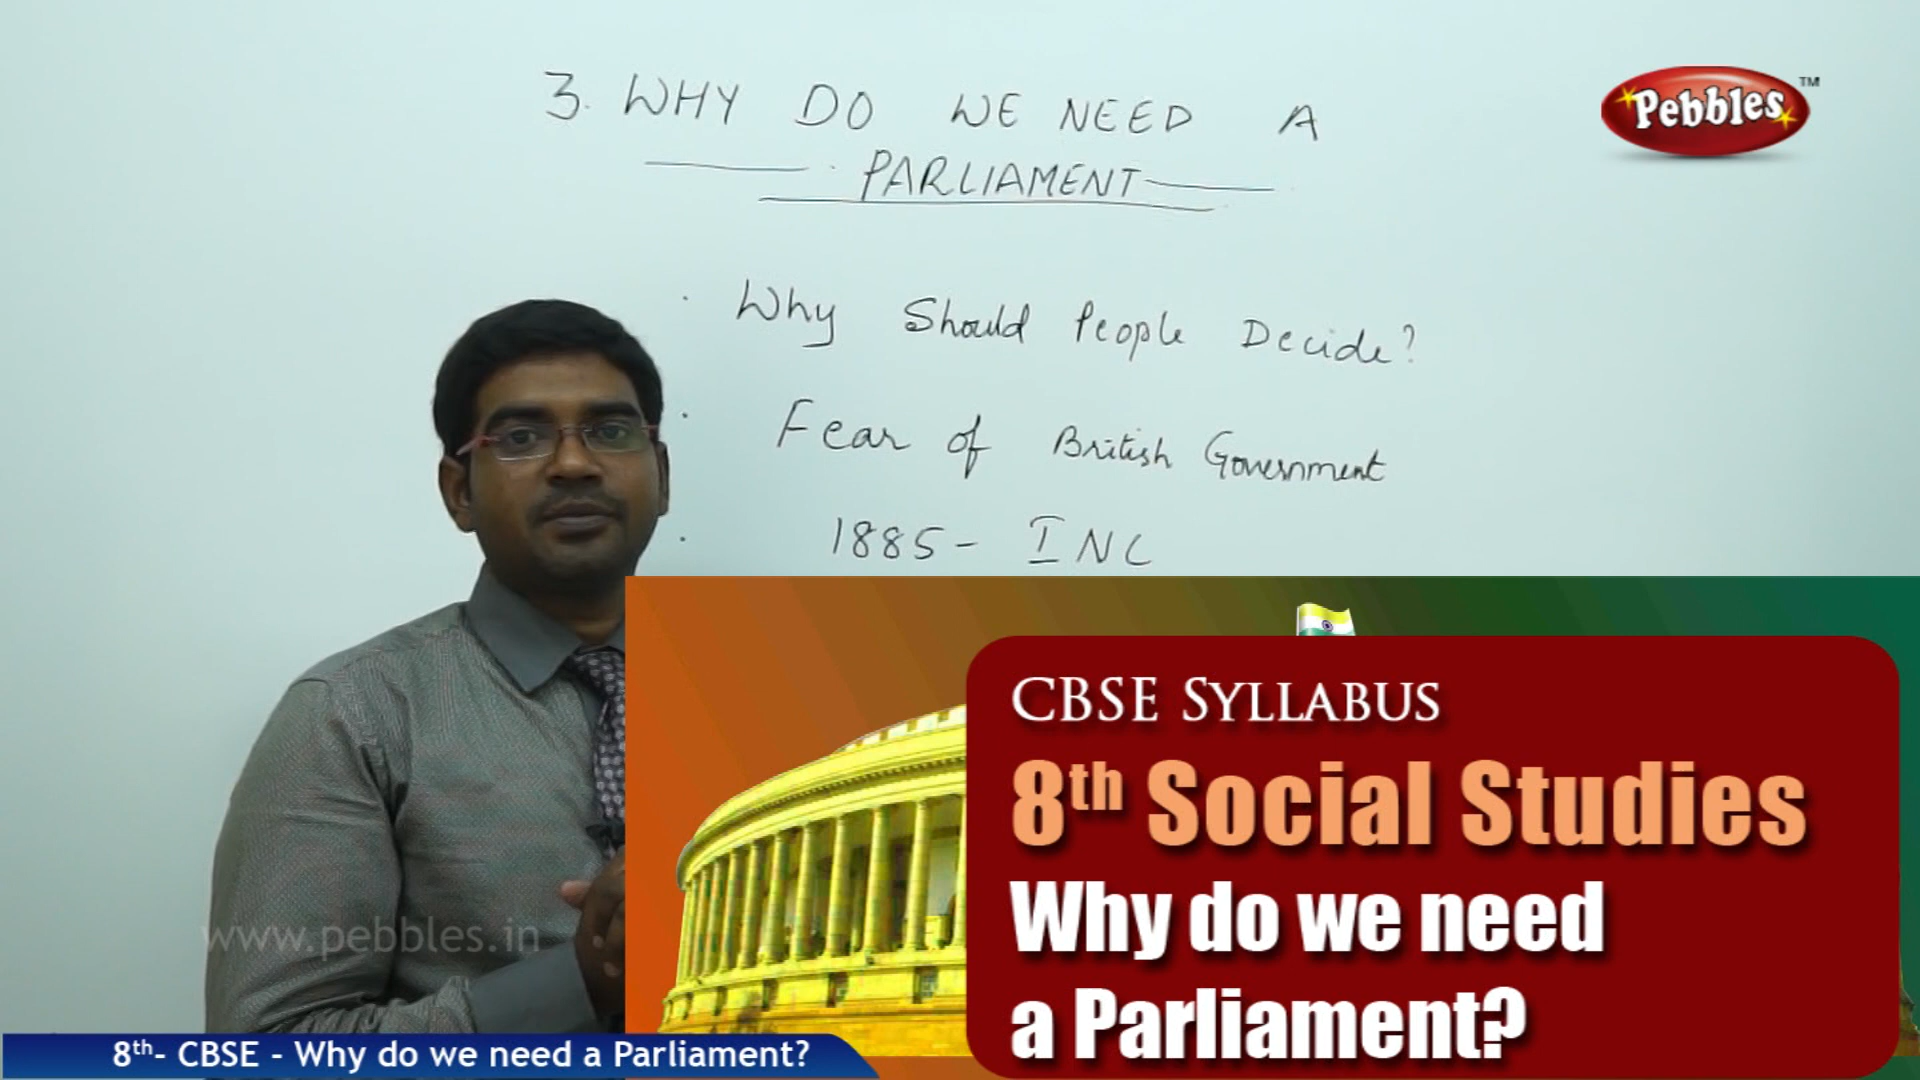 3. WHY DO WE NEED A
PARLIAMENT
Pebbles TM
· Why Should People Decide?
· Fear of British Government
· 1885 - INC
CBSE SYLLABUS
8th Social Studies
Why do we need
a Parliament?
www.pebbles.in
8th- CBSE - Why do we need a Parliament?